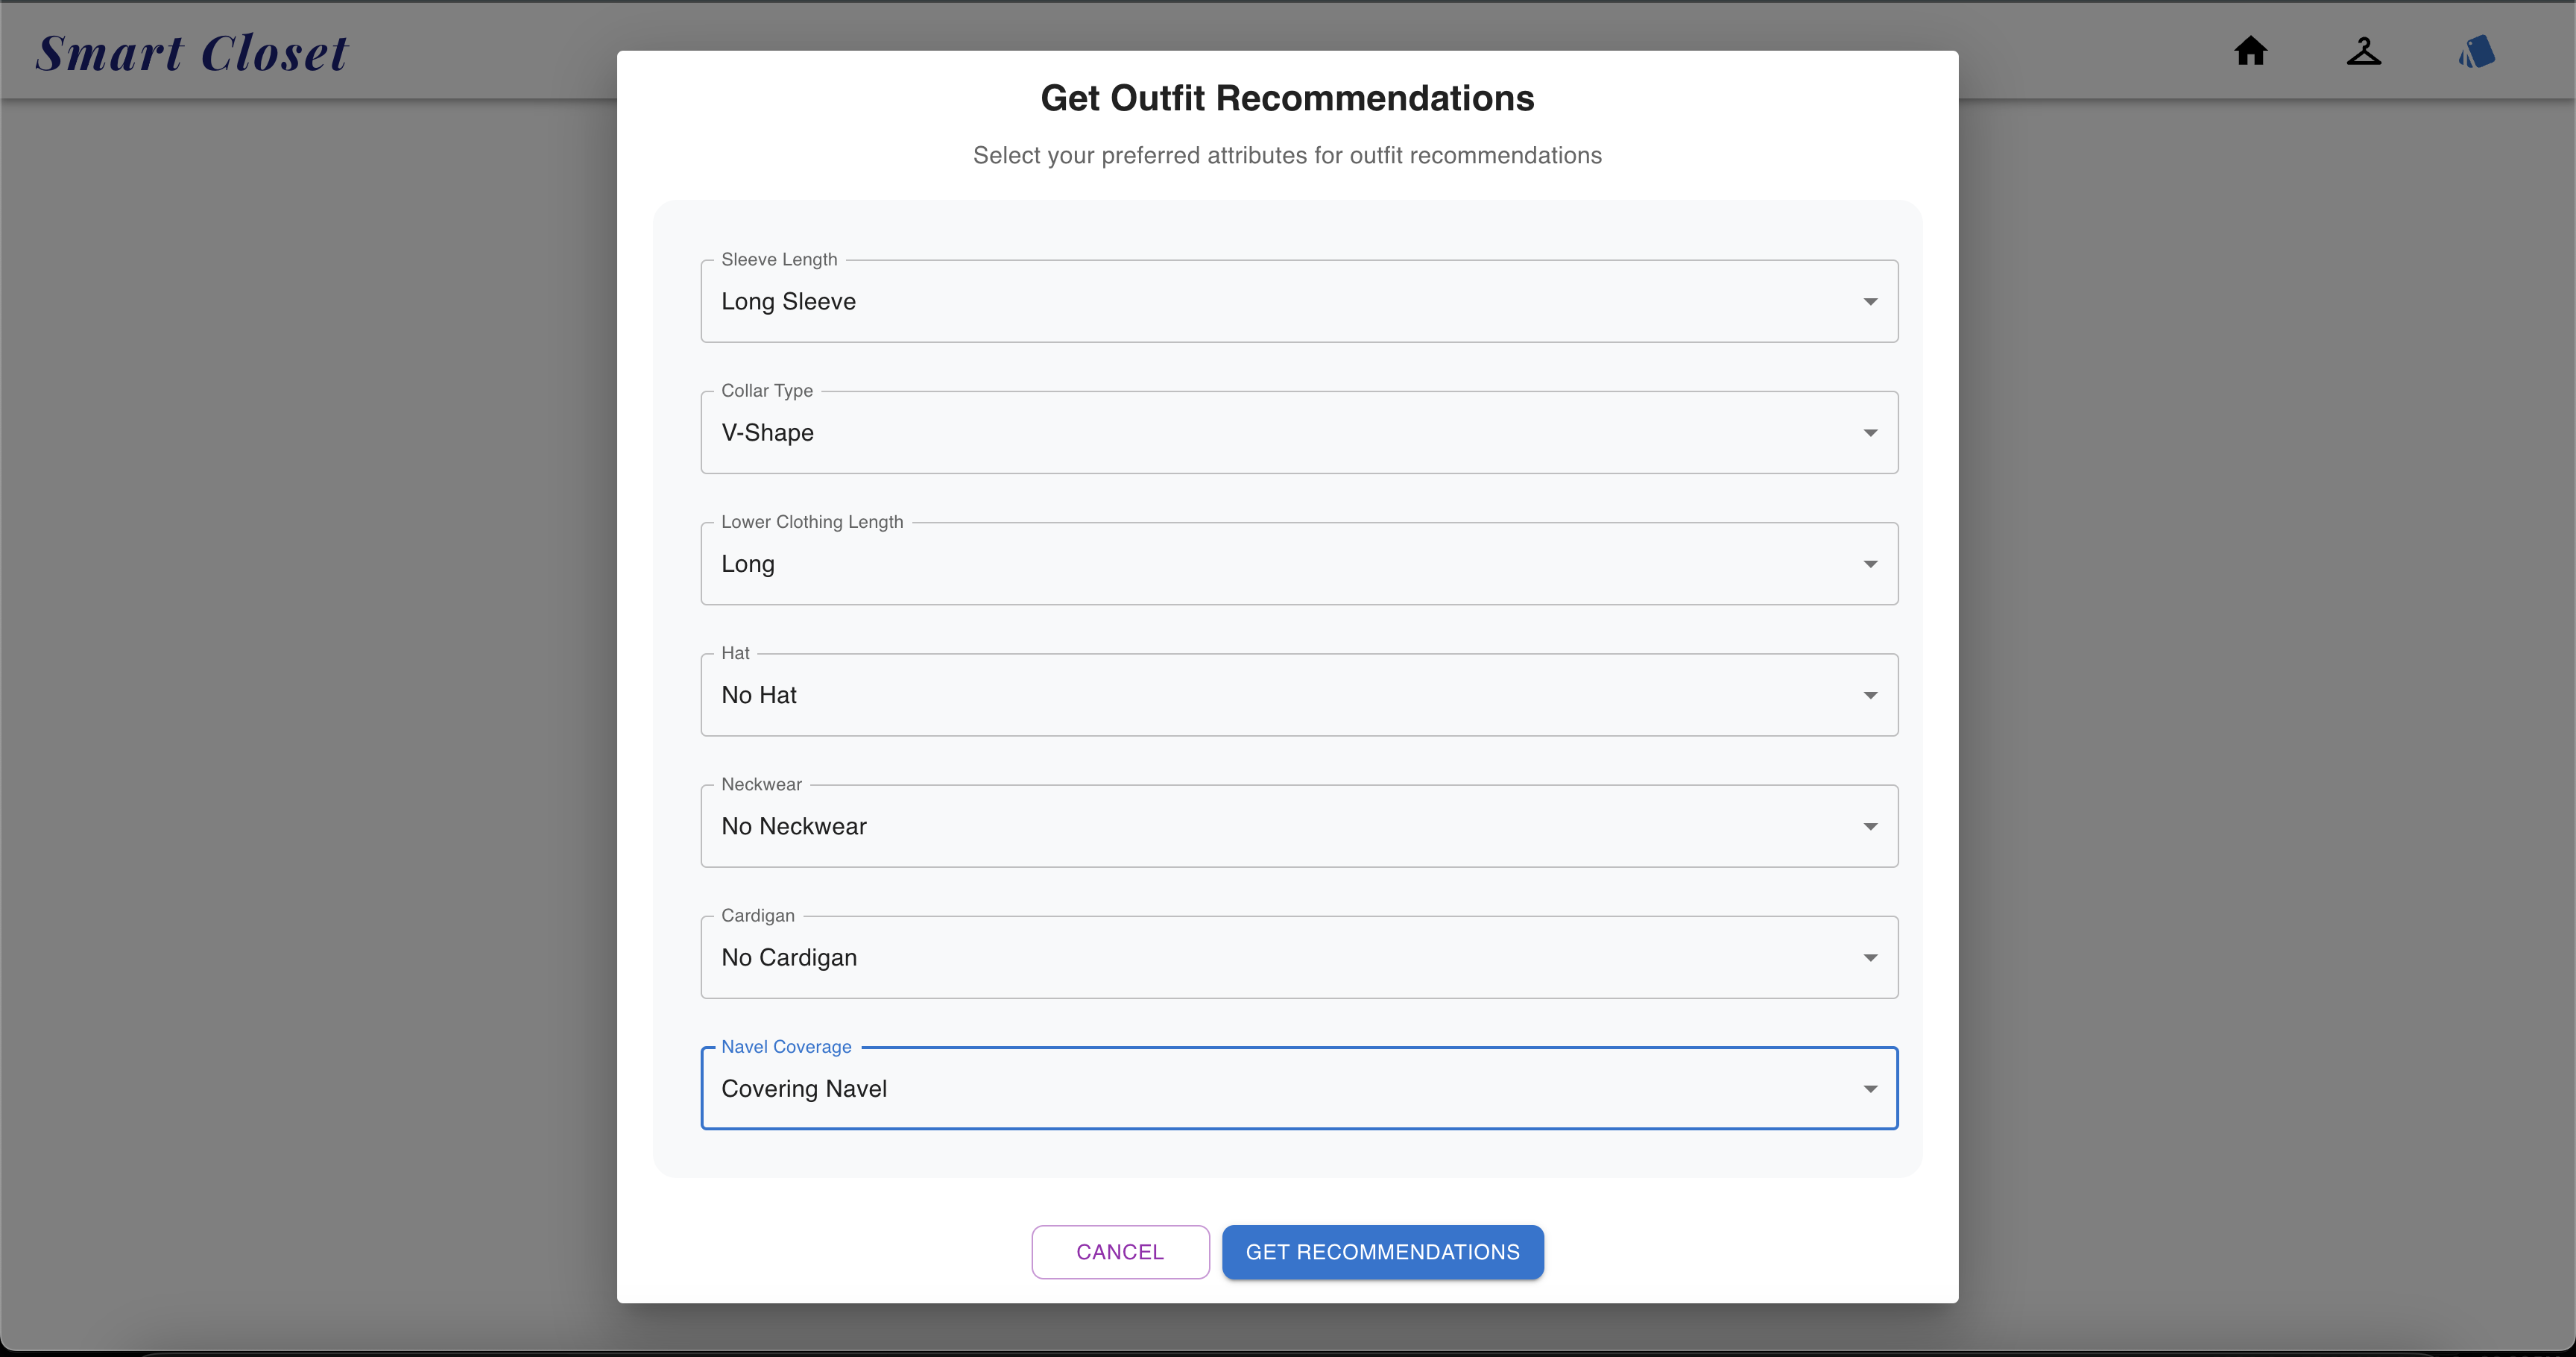 Smart Closet
Get Outfit Recommendations
Select your preferred attributes for outfit recommendations
Sleeve Length
Long Sleeve
Collar Type
V-Shape
Lower Clothing Length
Long
Hat
No Hat
Neckwear
No Neckwear
Cardigan
No Cardigan
Navel Coverage
Covering Navel
CANCEL
GET RECOMMENDATIONS